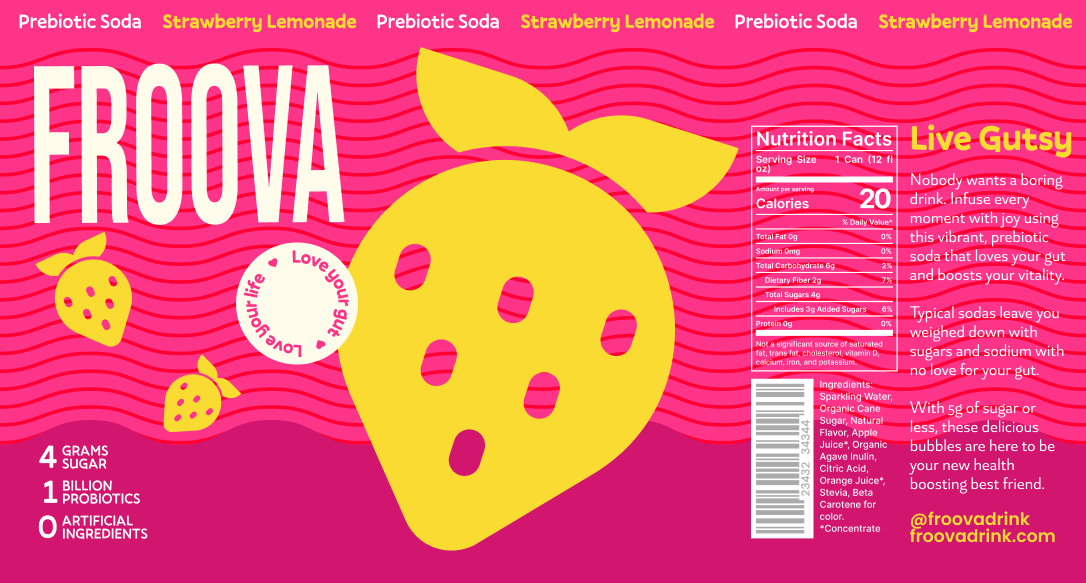 Prebiotic Soda Strawberry Lemonade Prebiotic Soda Strawberry Lemonade Prebiotic Soda Strawberry Lemonade
FROOVA
Love your gut
Love your life
4 GRAMS
SUGAR
1 BILLION
PROBIOTICS
0 ARTIFICIAL
INGREDIENTS
Nutrition Facts
Serving Size 1 Can (12 fl
oz)
Amount per serving
Calories 20
% Daily Value*
Total Fat 0g 0%
Sodium 0mg 0%
Total Carbohydrate 6g 2%
Dietary Fiber 2g 7%
Total Sugars 4g
Includes 3g Added Sugars 6%
Protein 0g 0%
Not a significant source of saturated
fat, trans fat, cholesterol, vitamin D,
calcium, iron, and potassium.
23432 34344
Ingredients:
Sparkling Water,
Organic Cane
Sugar, Natural
Flavor, Apple
Juice*, Organic
Agave Inulin,
Citric Acid,
Orange Juice*,
Stevia, Beta
Carotene for
color.
*Concentrate
Live Gutsy
Nobody wants a boring
drink. Infuse every
moment with joy using
this vibrant, prebiotic
soda that loves your gut
and boosts your vitality.
Typical sodas leave you
weighed down with
sugars and sodium with
no love for your gut.
With 5g of sugar or
less, these delicious
bubbles are here to be
your new health
boosting best friend.
@froovadrink
froovadrink.com